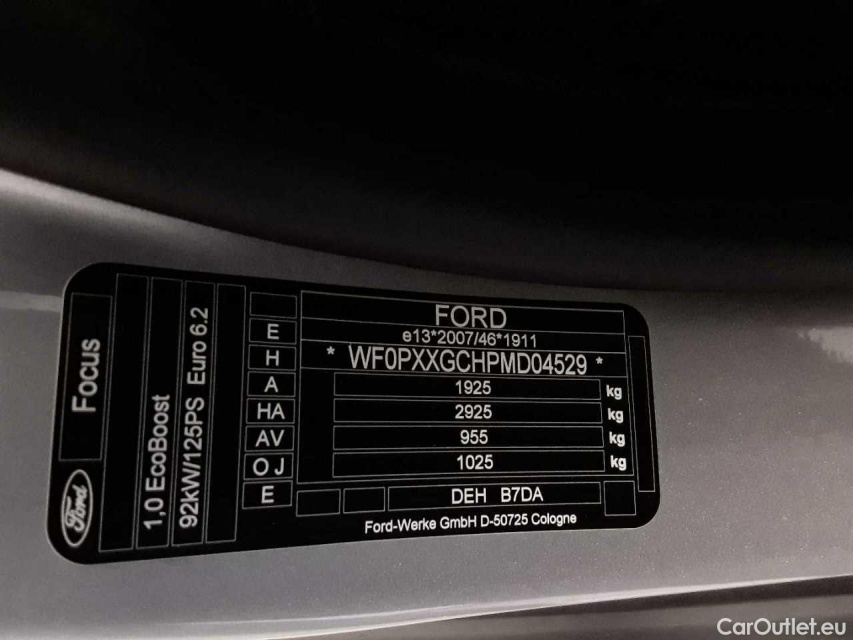 Focus
Ford
1,0 EcoBoost
92kW/125PS Euro 6.2
E
H
A
HA
AV
OJ
E
FORD
e13*2007/46*1911
* WF0PXXGCHPMD04529 *
1925 kg
2925 kg
955 kg
1025 kg
DEH B7DA
Ford-Werke GmbH D-50725 Cologne
CarOutlet.eu